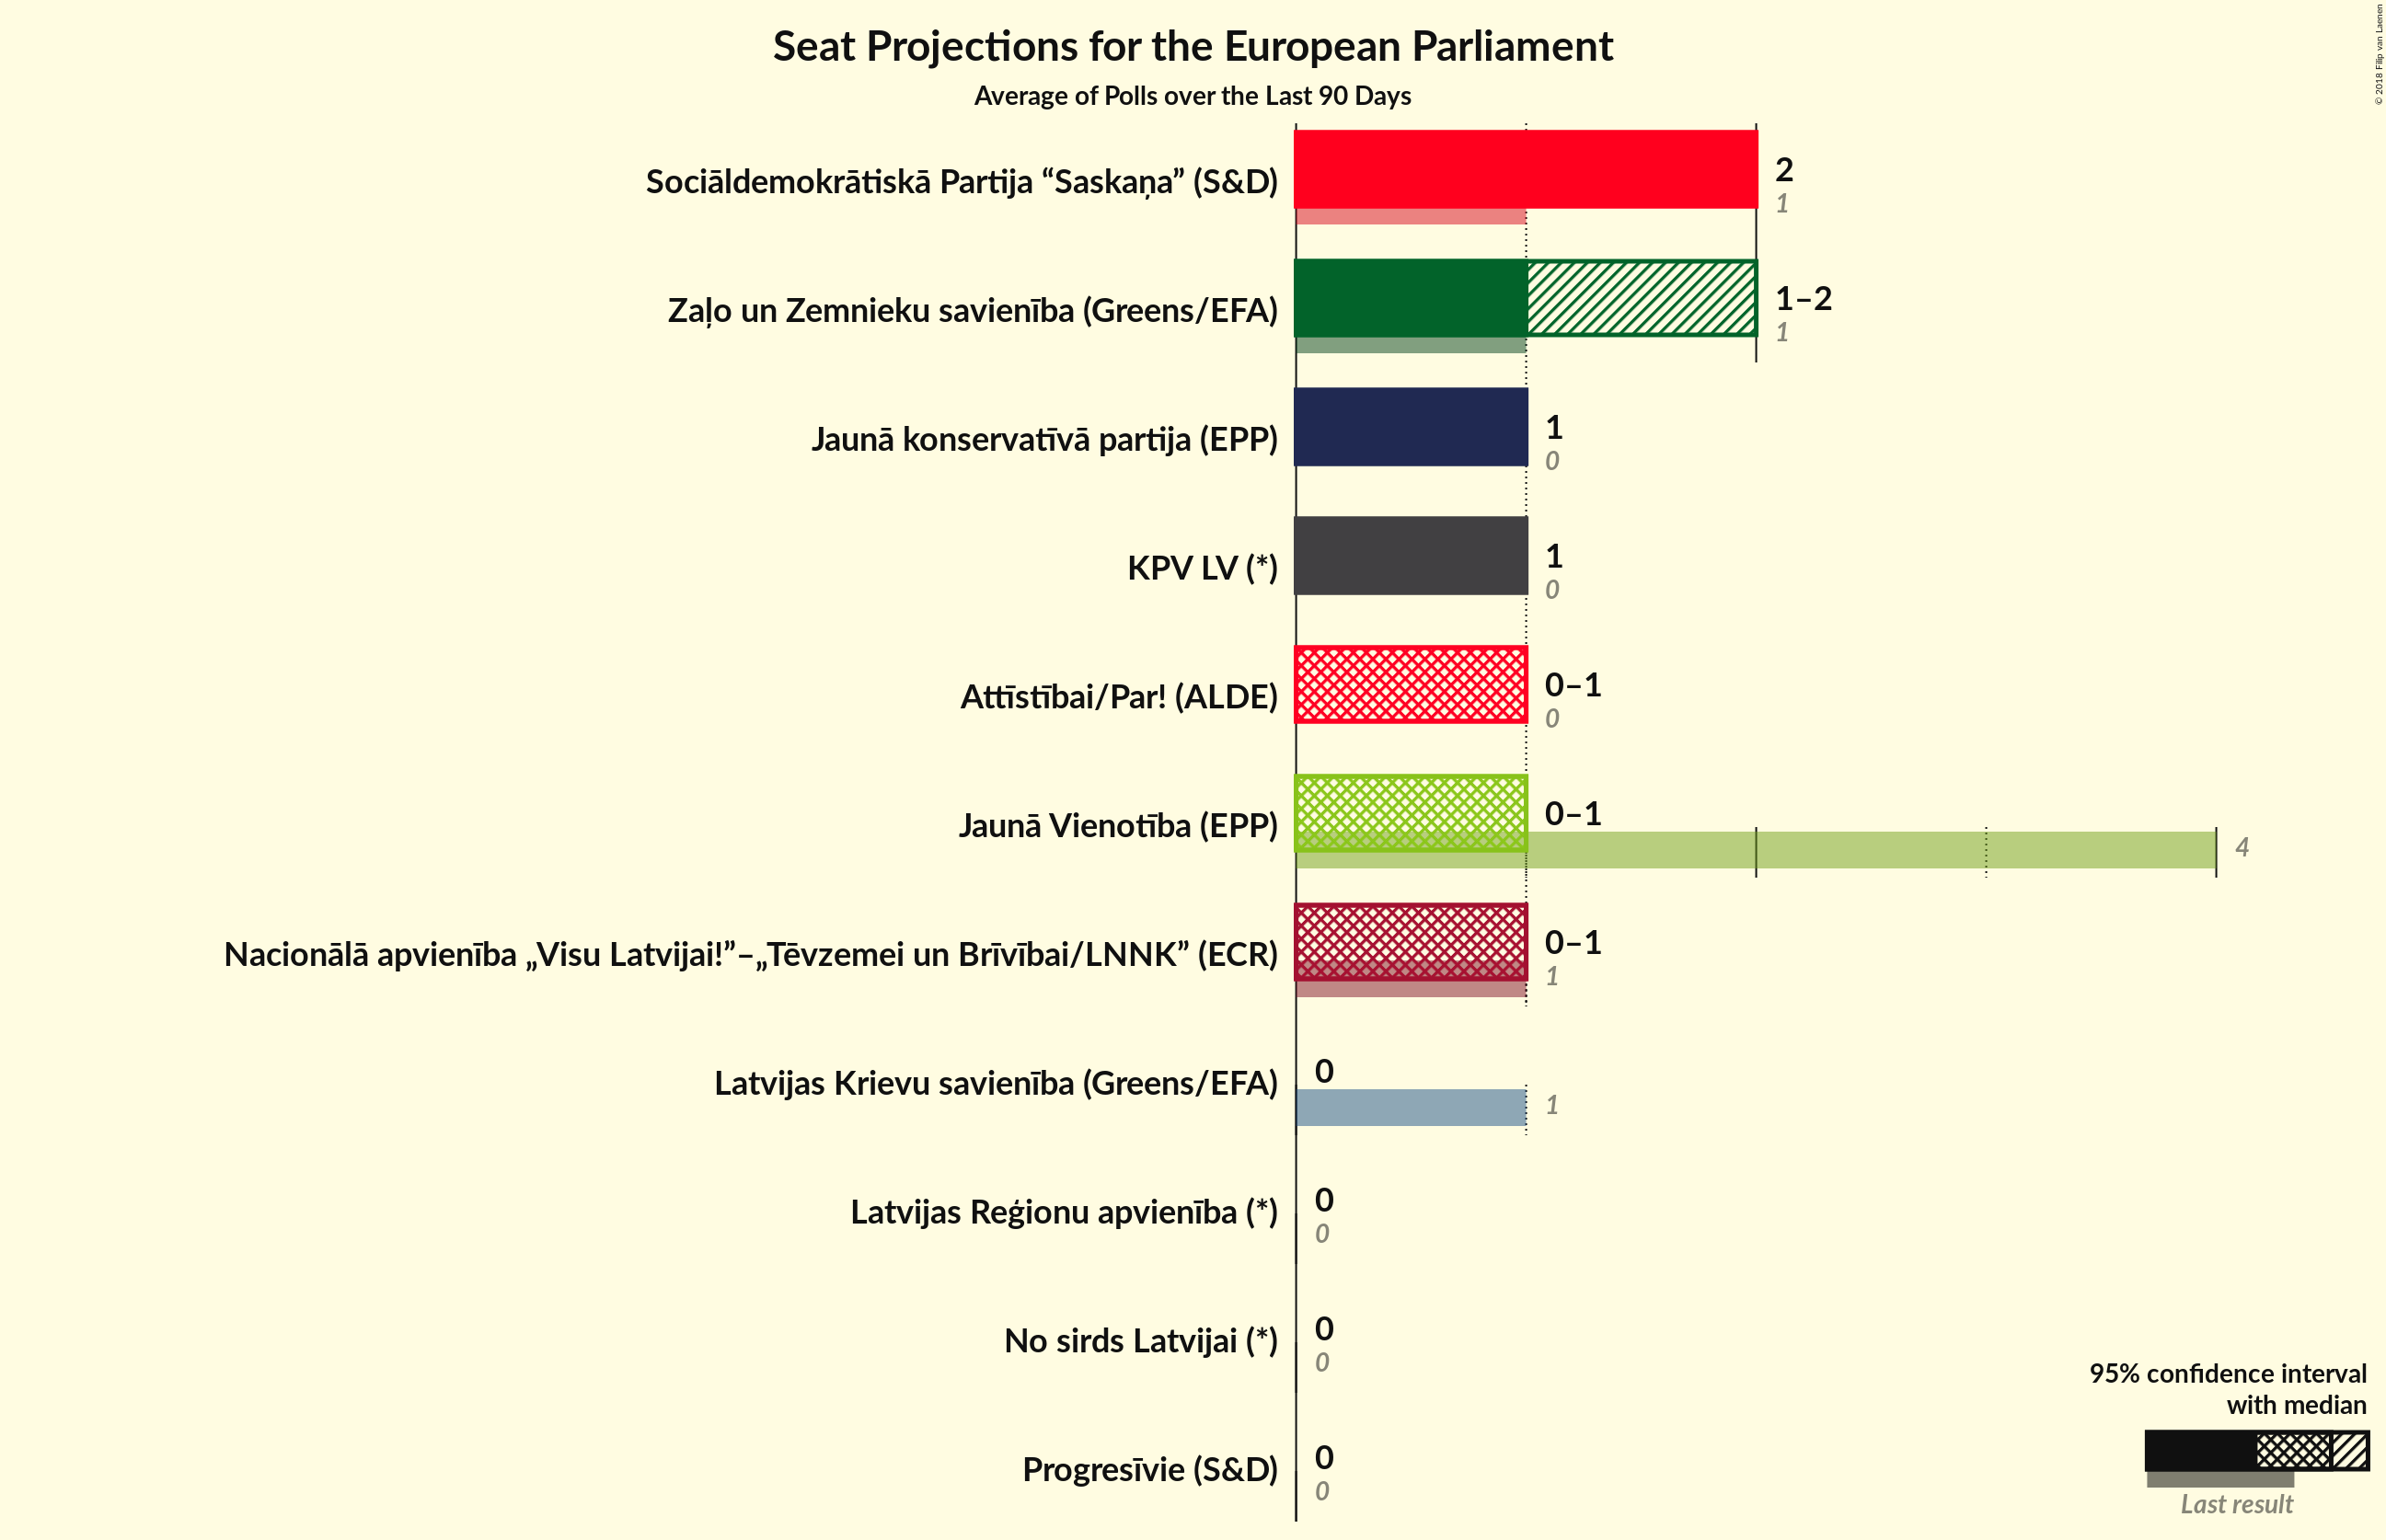 Seat Projections for the European Parliament
Average of Polls over the Last 90 Days
© 2018 Filip van Laenen
Sociāldemokrātiskā Partija “Saskaņa” (S&D)
2
1
Zaļo un Zemnieku savienība (Greens/EFA)
1–2
1
Jaunā konservatīvā partija (EPP)
1
0
KPV LV (*)
1
0
Attīstībai/Par! (ALDE)
0–1
0
Jaunā Vienotība (EPP)
0–1
4
Nacionālā apvienība „Visu Latvijai!”–„Tēvzemei un Brīvībai/LNNK” (ECR)
0–1
1
Latvijas Krievu savienība (Greens/EFA)
0
1
Latvijas Reģionu apvienība (*)
0
0
No sirds Latvijai (*)
0
0
Progresīvie (S&D)
0
0
95% confidence interval
with median
Last result